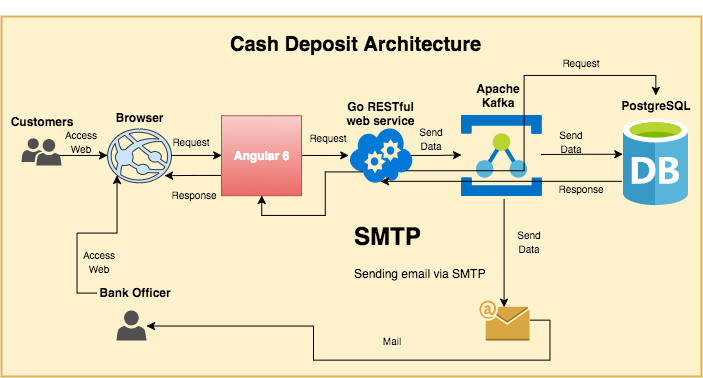 Cash Deposit Architecture
Request
Customers
Browser
Go RESTful
web service
Apache
Kafka
PostgreSQL
Access
Web
Request
Angular 6
Request
Send
Data
Send
Data
DB
Response
Response
SMTP
Send
Data
Access
Web
Sending email via SMTP
Bank Officer
@
Mail